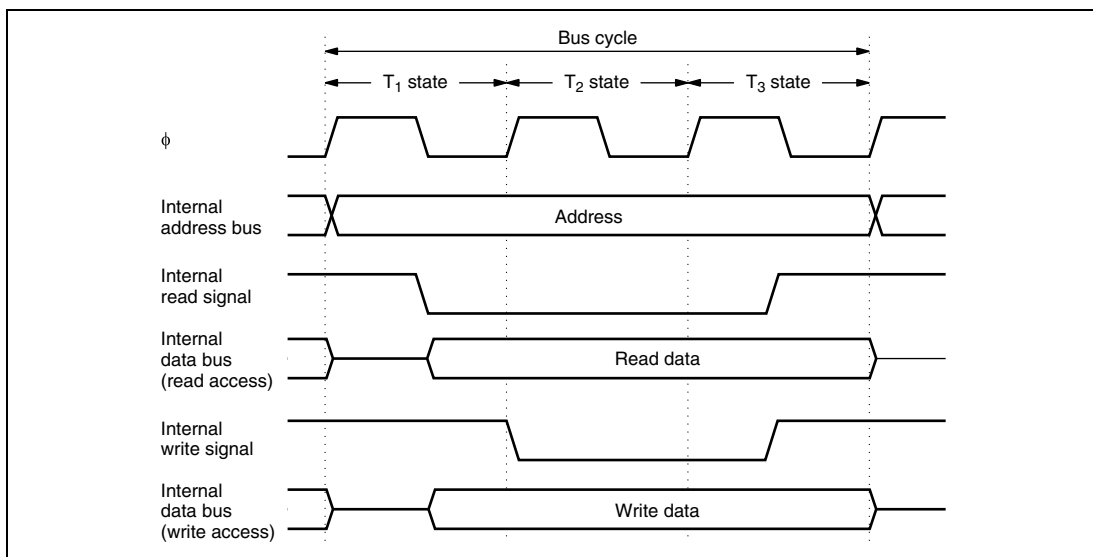 Bus cycle
T₁ state T₂ state T₃ state
ϕ
Internal
address bus
Address
Internal
read signal
Internal
data bus
(read access)
Read data
Internal
write signal
Internal
data bus
(write access)
Write data